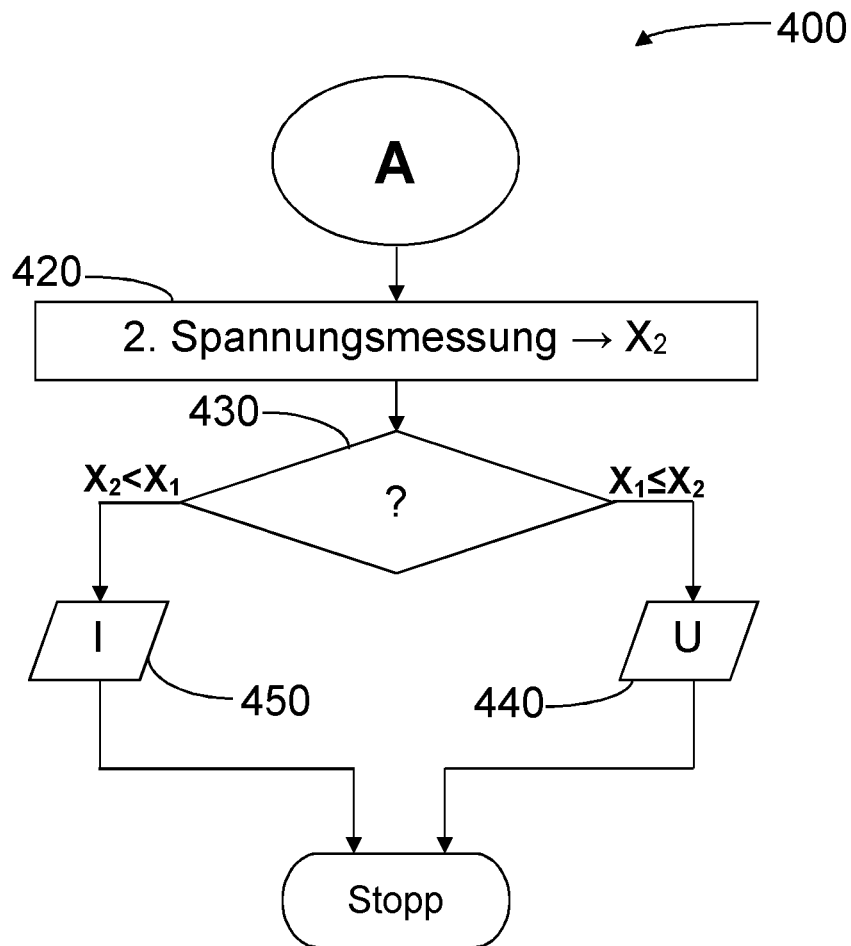 400
A
420
2. Spannungsmessung → X₂
430
X₂<X₁
?
X₁≤X₂
I
U
450
440
Stopp